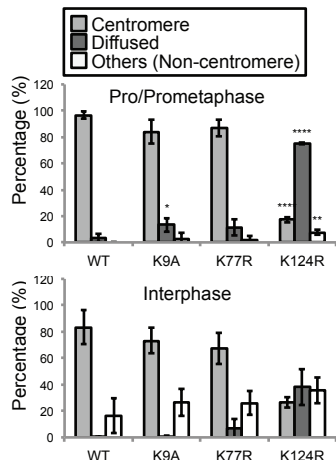 Centromere
Diffused
Others (Non-centromere)
Pro/Prometaphase
Percentage (%)
120
100
80
60
40
20
0
*
****
****
**
WT K9A K77R K124R
Interphase
Percentage (%)
120
100
80
60
40
20
0
WT K9A K77R K124R